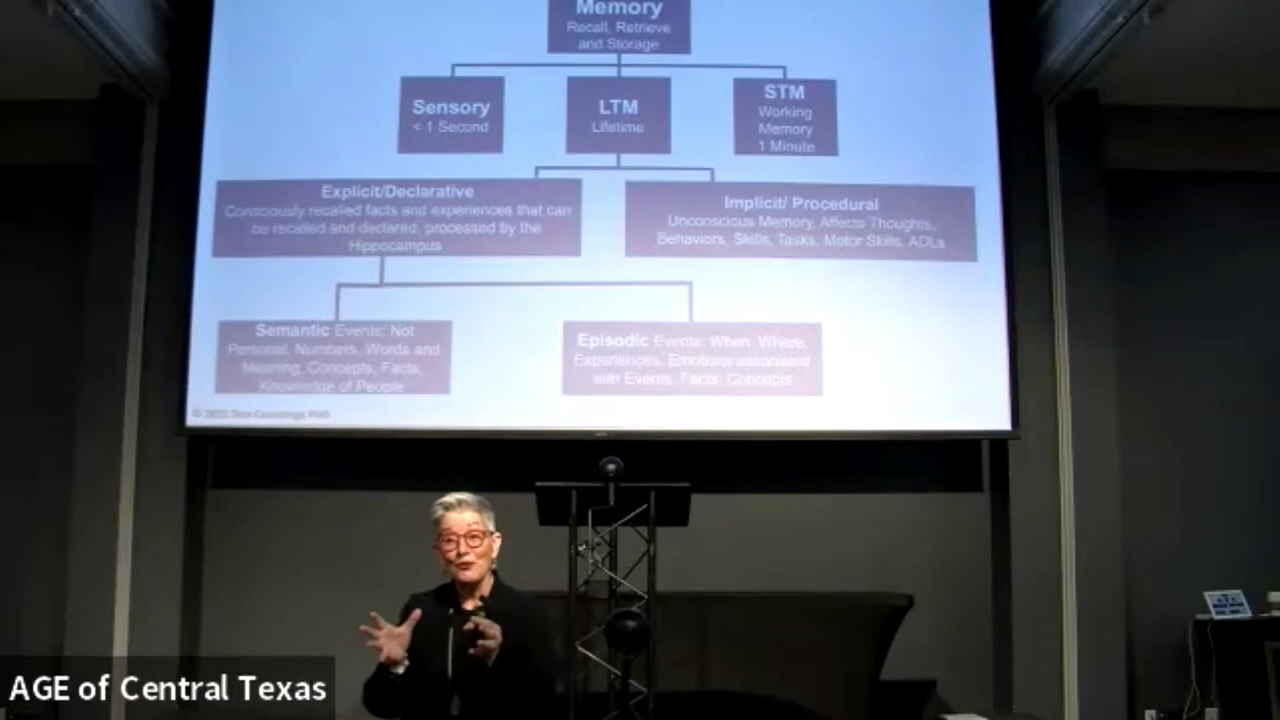 Memory
Recall, Retrieve
and Storage
Sensory
< 1 Second
LTM
Lifetime
STM
Working
Memory
1 Minute
Explicit/Declarative
Consciously recalled facts and experiences that can
be recalled and declared, processed by the
Hippocampus
Implicit/ Procedural
Unconscious Memory, Affects Thoughts,
Behaviors, Skills, Tasks, Motor Skills, ADLs
Semantic Events: Not
Personal, Numbers, Words and
Meaning, Concepts, Facts,
Knowledge of People
Episodic Events: When, Where,
Experiences, Emotions associated
with Events, Facts, Concepts
AGE of Central Texas